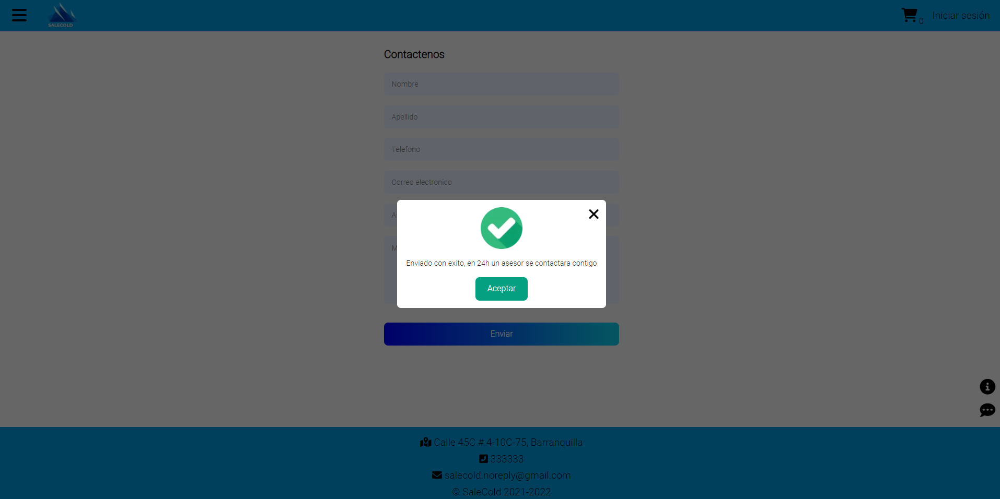 SALECOLD
0
Iniciar sesión
Contactenos
Nombre
Apellido
Telefono
Correo electronico
Enviado con exito, en 24h un asesor se contactara contigo
Aceptar
Enviar
Calle 45C # 4-10C-75, Barranquilla
333333
salecold.noreply@gmail.com
© SaleCold 2021-2022